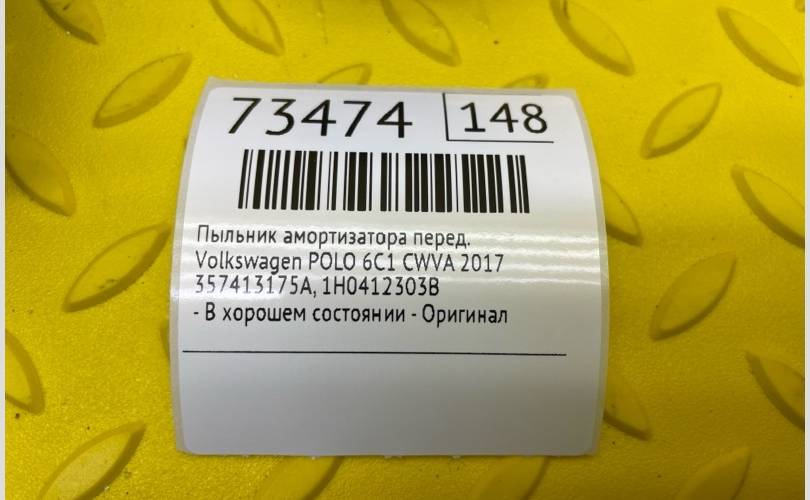 73474 148
Пыльник амортизатора перед.
Volkswagen POLO 6C1 CWVA 2017
357413175A, 1H0412303B
- В хорошем состоянии - Оригинал